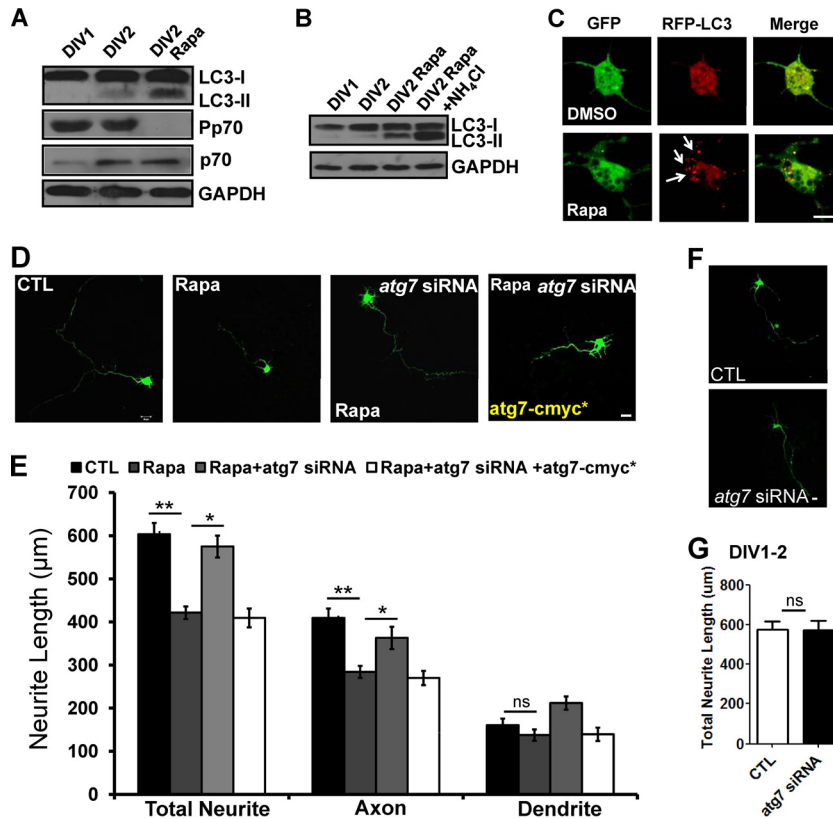 A
DIV1
DIV2
DIV2 Rapa
LC3-I
LC3-II
Pp70
p70
GAPDH
B
DIV1
DIV2
DIV2 Rapa
DIV2 Rapa +NH4Cl
LC3-I
LC3-II
GAPDH
C
GFP RFP-LC3 Merge
DMSO
Rapa
D
CTL
Rapa
atg7 siRNA
Rapa
Rapa atg7 siRNA
atg7-cmyc*
E
CTL Rapa Rapa+atg7 siRNA Rapa+atg7 siRNA +atg7-cmyc*
Neurite Length (µm)
700
600
500
400
300
200
100
0
** *
** *
ns
Total Neurite Axon Dendrite
F
CTL
atg7 siRNA -
G DIV1-2
Total Neurite Length (um)
800
600
400
200
0
ns
CTL
atg7 siRNA